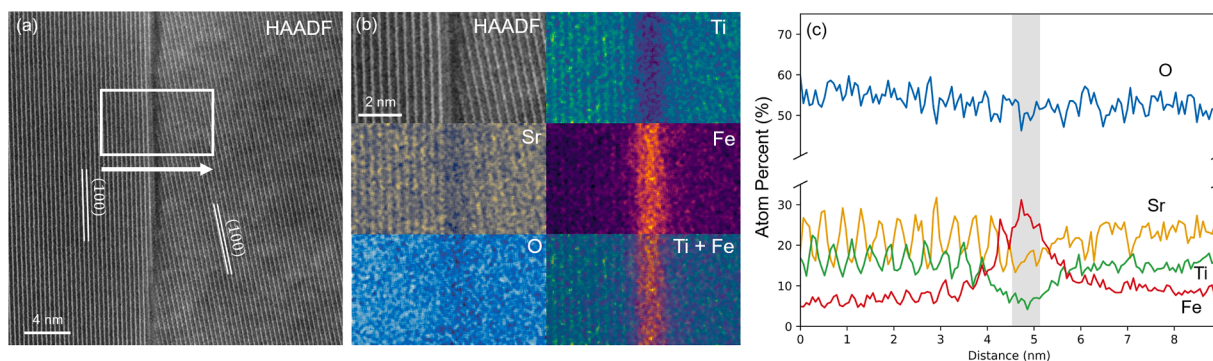 (a)
HAADF
(100)
(100)
4 nm
(b)
HAADF
Ti
2 nm
Sr
Fe
O
Ti + Fe
(c)
Atom Percent (%)
70
60
50
30
20
10
0
O
Sr
Ti
Fe
0 1 2 3 4 5 6 7 8
Distance (nm)